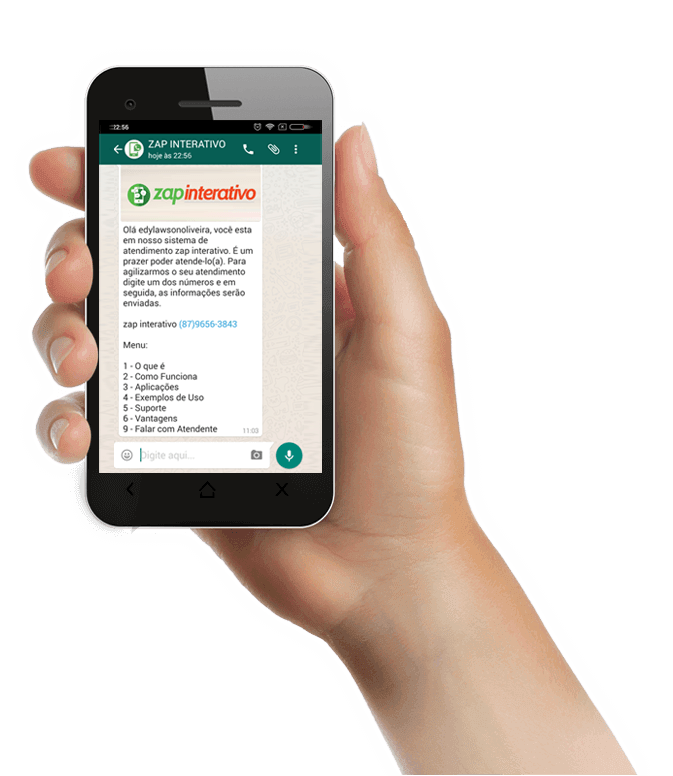 22:56
ZAP INTERATIVO
hoje às 22:56
zapinterativo
Olá edylawsonoliveira, você esta
em nosso sistema de
atendimento zap interativo. É um
prazer poder atende-lo(a). Para
agilizarmos o seu atendimento
digite um dos números e em
seguida, as informações serão
enviadas.
zap interativo (87)9656-3843
Menu:
1 - O que é
2 - Como Funciona
3 - Aplicações
4 - Exemplos de Uso
5 - Suporte
6 - Vantagens
9 - Falar com Atendente
11:03
Digite aqui...